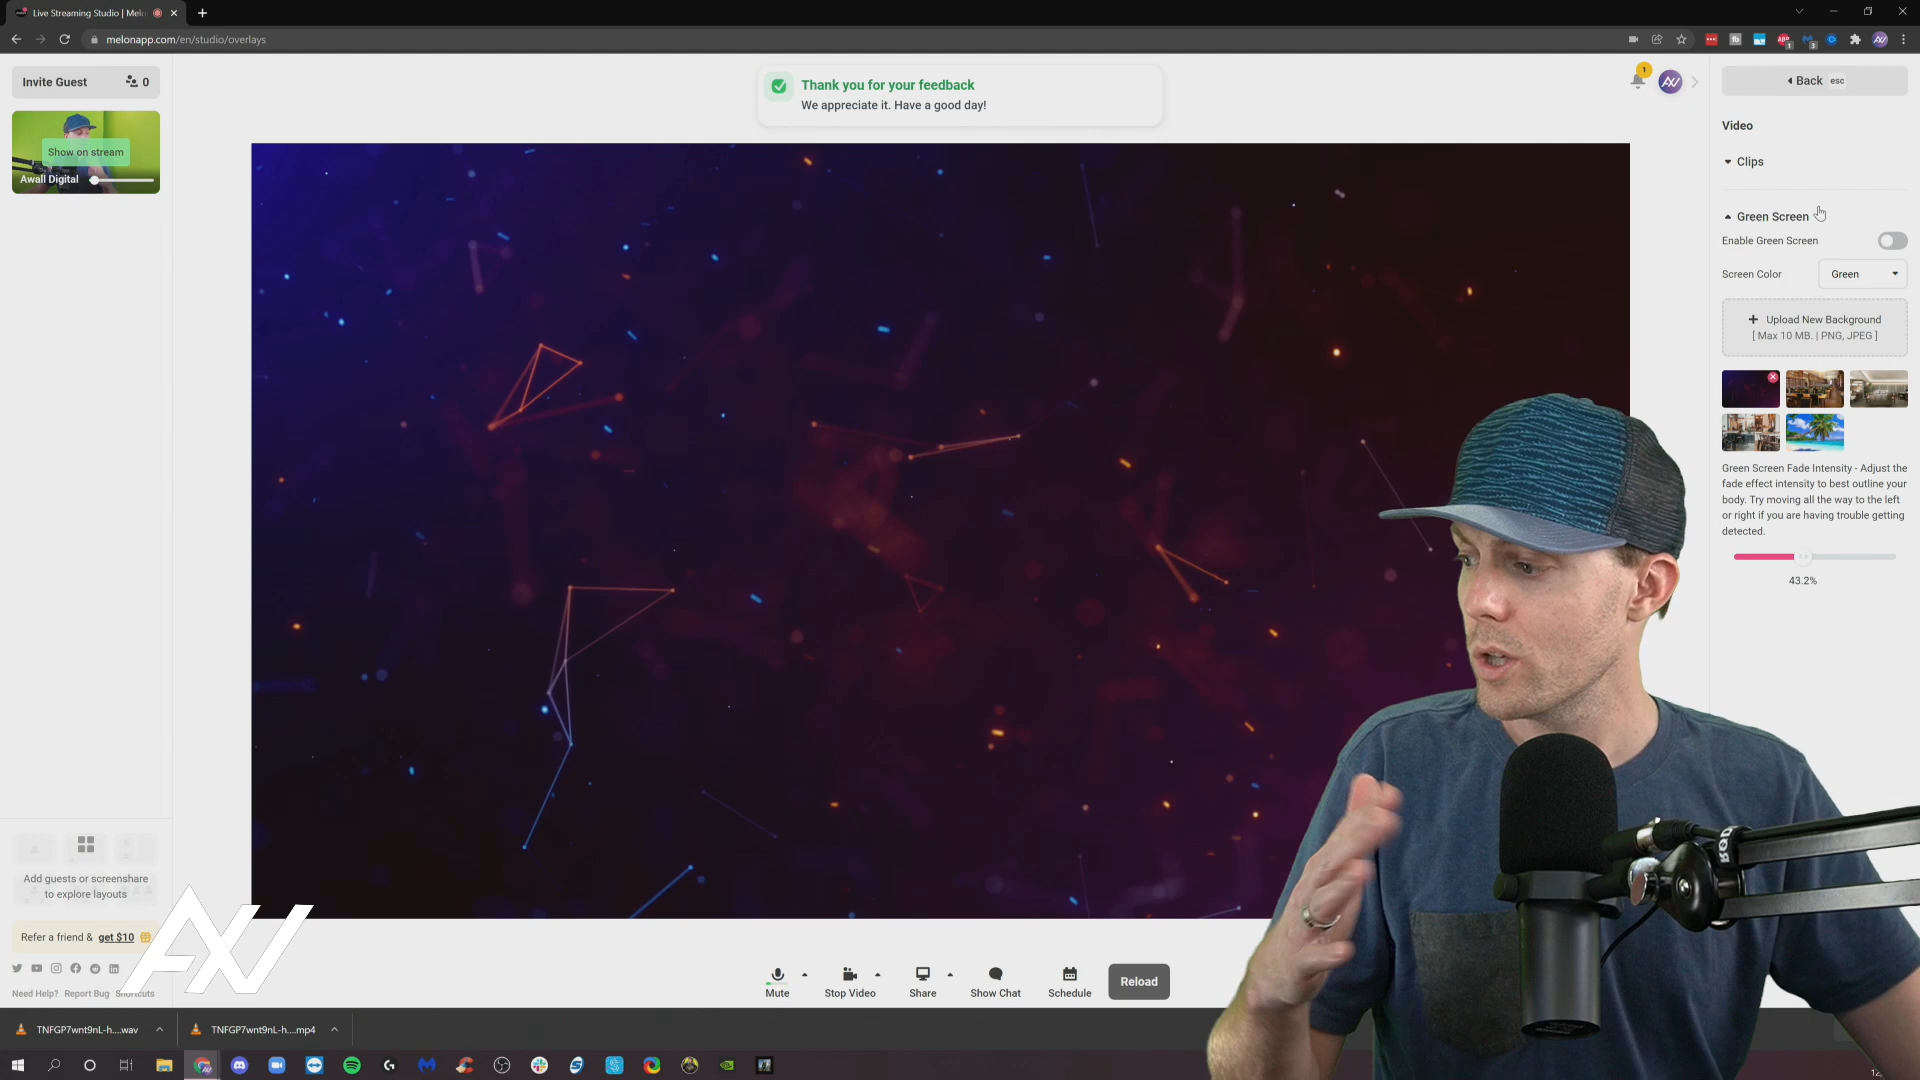 Live Streaming Studio | Mel
melonapp.com/en/studio/overlays
Invite Guest
0
Show on stream
Awall Digital
Thank you for your feedback
We appreciate it. Have a good day!
1
Back esc
Video
Clips
Green Screen
Enable Green Screen
Screen Color
Green
Upload New Background
[ Max 10 MB. | PNG, JPEG ]
Green Screen Fade Intensity - Adjust the
fade effect intensity to best outline your
body. Try moving all the way to the left
or right if you are having trouble getting
detected.
43.2%
Add guests or screenshare
to explore layouts
Refer a friend & get $10
Need Help?
Report Bug
Shortcuts
Mute
Stop Video
Share
Show Chat
Schedule
Reload
TNFGP7wnt9nL-h....wav
TNFGP7wnt9nL-h....mp4
RØD